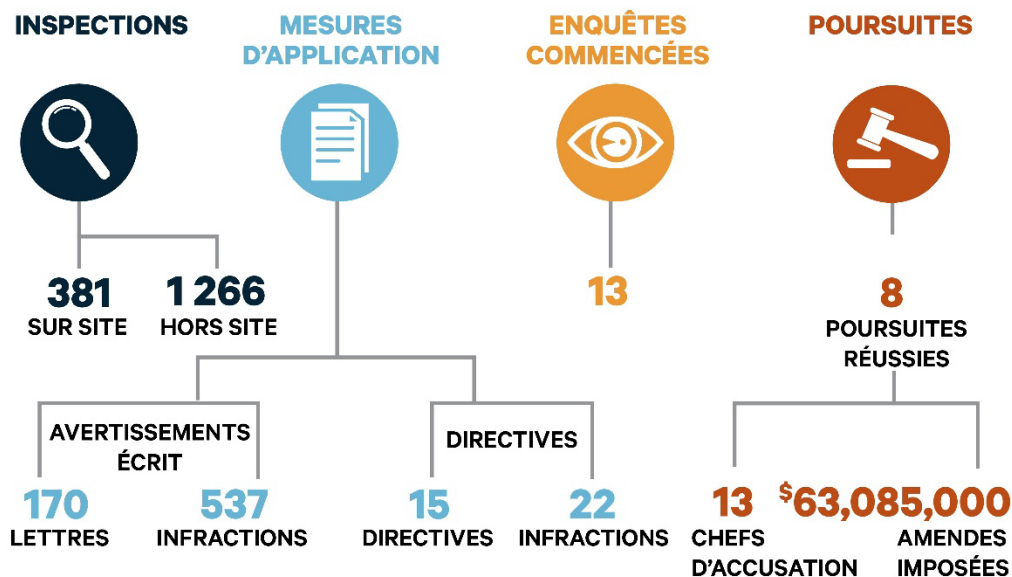 INSPECTIONS
MESURES
D'APPLICATION
ENQUÊTES
COMMENCÉES
POURSUITES
381
SUR SITE
1 266
HORS SITE
13
8
POURSUITES
RÉUSSIES
AVERTISSEMENTS
ÉCRIT
170
LETTRES
537
INFRACTIONS
DIRECTIVES
15
DIRECTIVES
22
INFRACTIONS
13
CHEFS
D'ACCUSATION
$63,085,000
AMENDES
IMPOSÉES